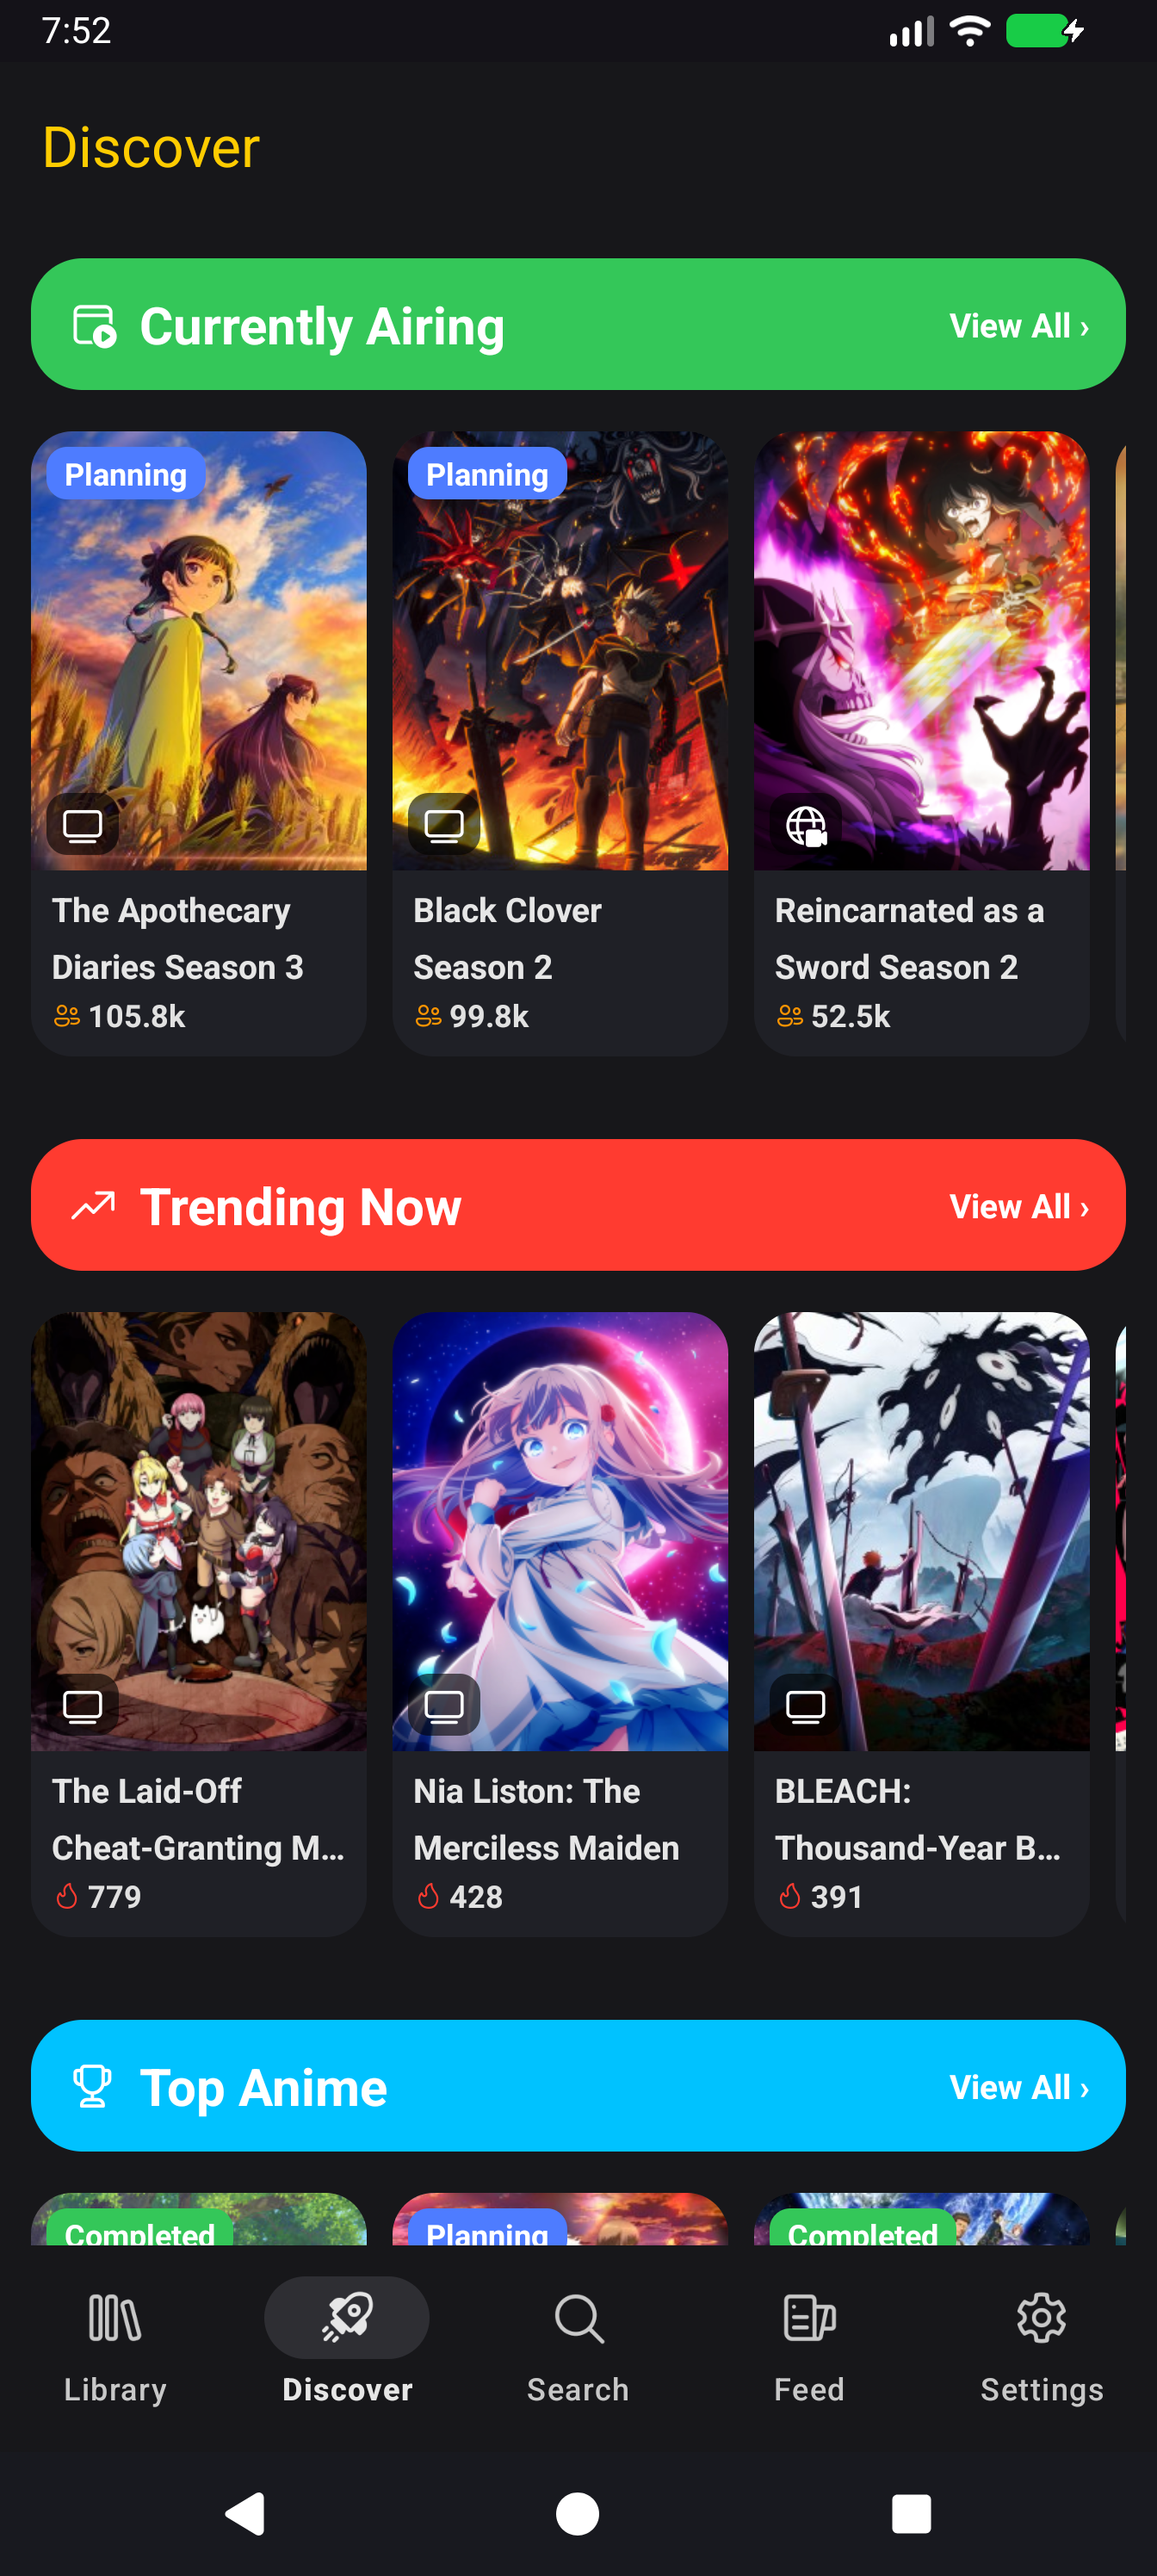 7:52
Discover
Currently Airing
View All ›
Planning
Planning
The Apothecary
Diaries Season 3
105.8k
Black Clover
Season 2
99.8k
Reincarnated as a
Sword Season 2
52.5k
Trending Now
View All ›
The Laid-Off
Cheat-Granting M...
779
Nia Liston: The
Merciless Maiden
428
BLEACH:
Thousand-Year B...
391
Top Anime
View All ›
Completed
Planning
Completed
Library
Discover
Search
Feed
Settings